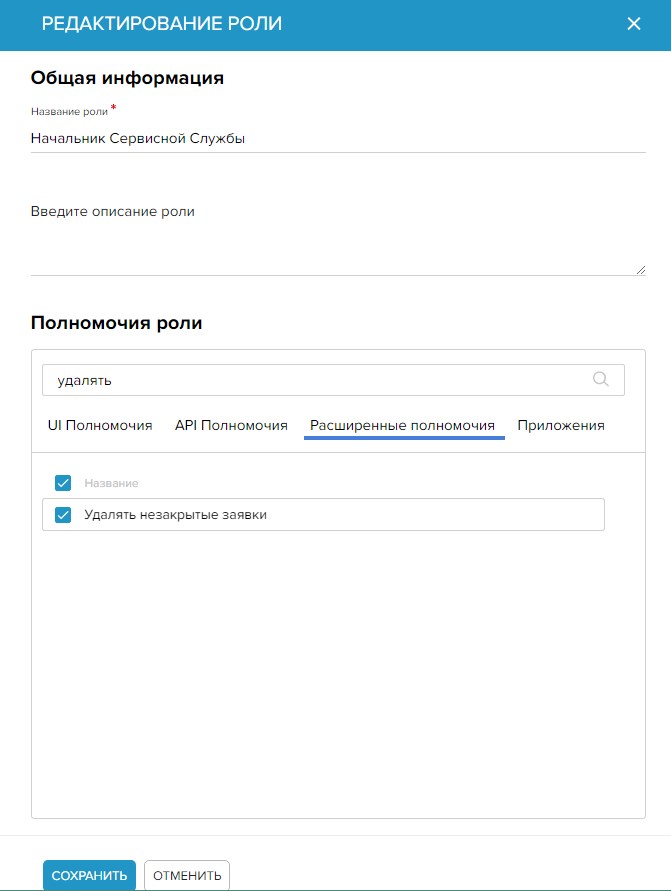 РЕДАКТИРОВАНИЕ РОЛИ
Общая информация
Название роли *
Начальник Сервисной Службы
Введите описание роли
Полномочия роли
удалять
UI Полномочия API Полномочия Расширенные полномочия Приложения
Название
Удалять незакрытые заявки
СОХРАНИТЬ ОТМЕНИТЬ